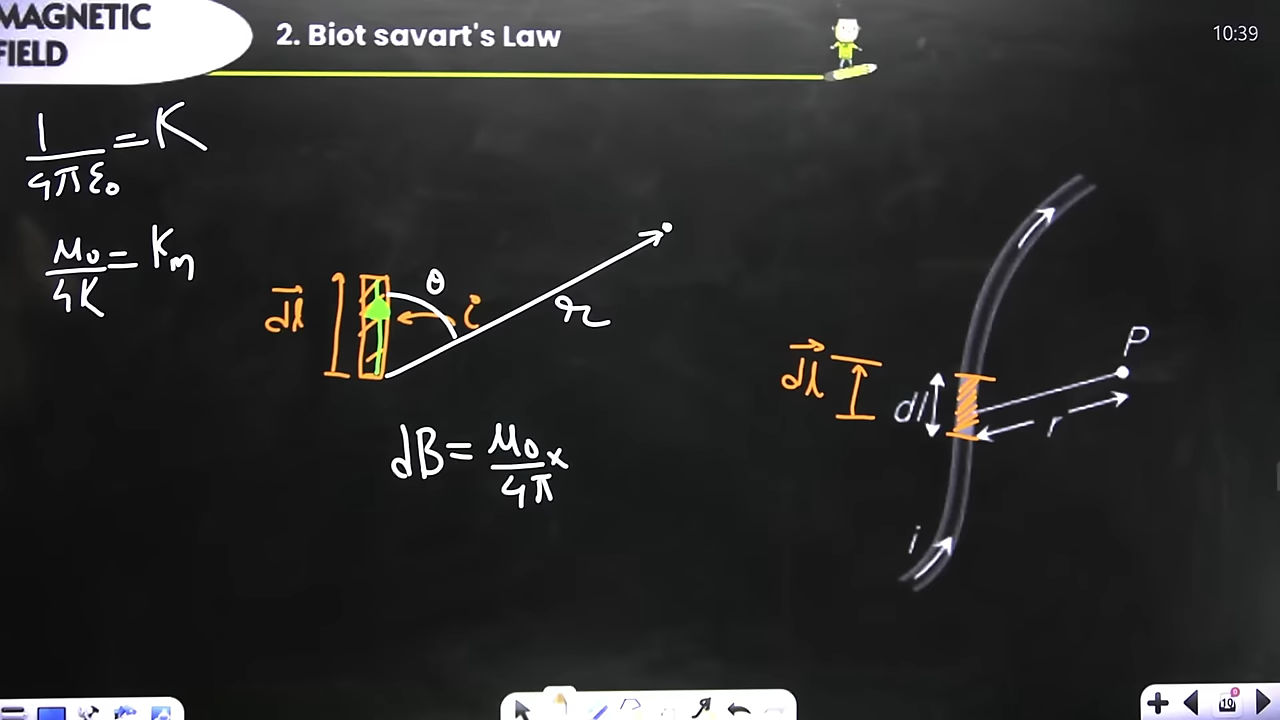 MAGNETIC
FIELD
2. Biot savart's Law
10:39
1/4πε₀ = K
μ₀/4K = Km
dl
θ
i
r
dB = μ₀/4π ×
dl
dl
P
r
i
10